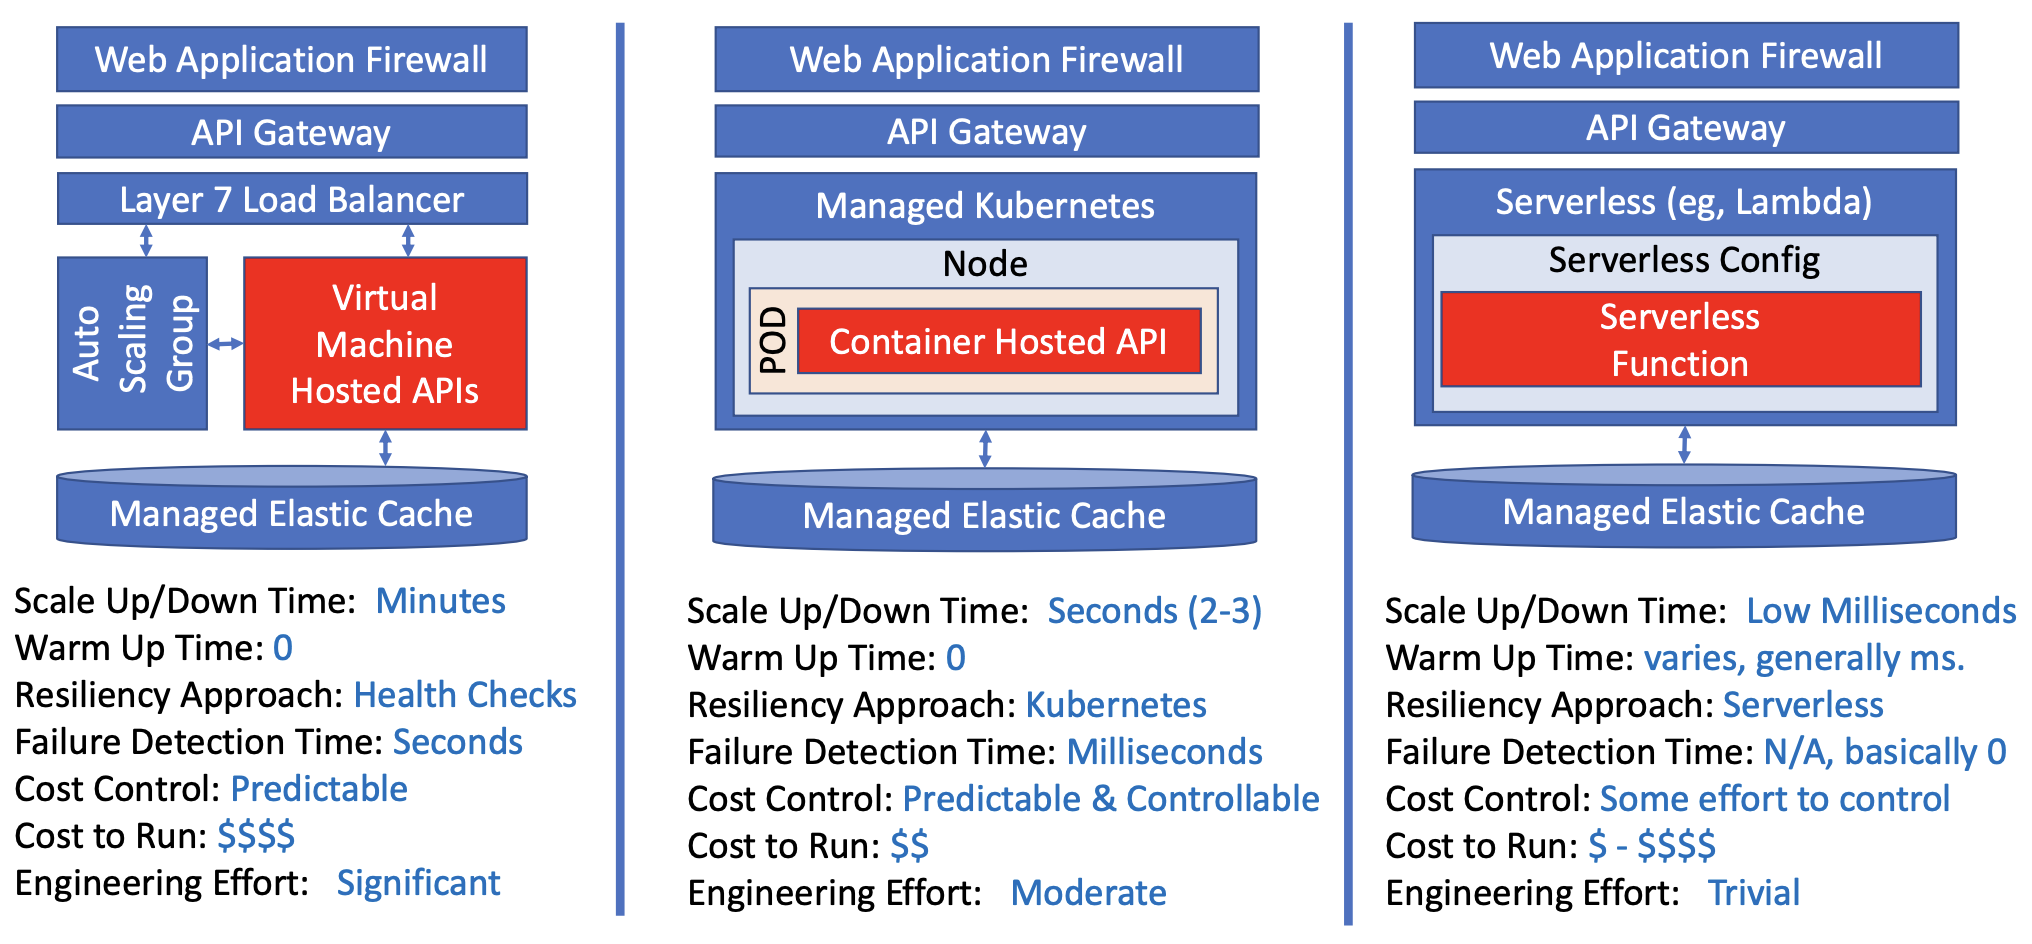 Web Application Firewall
API Gateway
Layer 7 Load Balancer
Auto
Scaling
Group
Virtual
Machine
Hosted APIs
Managed Elastic Cache
Scale Up/Down Time: Minutes
Warm Up Time: 0
Resiliency Approach: Health Checks
Failure Detection Time: Seconds
Cost Control: Predictable
Cost to Run: $$$$
Engineering Effort: Significant
Web Application Firewall
API Gateway
Managed Kubernetes
Node
POD
Container Hosted API
Managed Elastic Cache
Scale Up/Down Time: Seconds (2-3)
Warm Up Time: 0
Resiliency Approach: Kubernetes
Failure Detection Time: Milliseconds
Cost Control: Predictable & Controllable
Cost to Run: $$
Engineering Effort: Moderate
Web Application Firewall
API Gateway
Serverless (eg, Lambda)
Serverless Config
Serverless
Function
Managed Elastic Cache
Scale Up/Down Time: Low Milliseconds
Warm Up Time: varies, generally ms.
Resiliency Approach: Serverless
Failure Detection Time: N/A, basically 0
Cost Control: Some effort to control
Cost to Run: $ - $$$$
Engineering Effort: Trivial